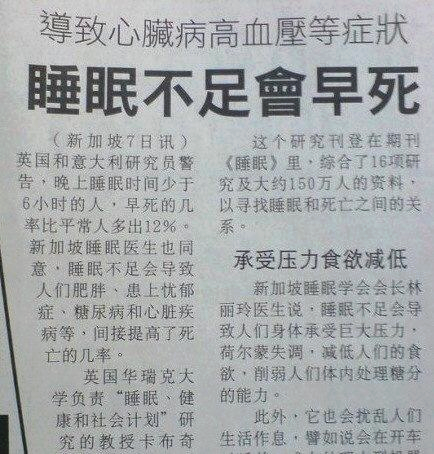 導致心臟病高血壓等症狀
睡眠不足會早死
（新加坡7日讯）
英国和意大利研究员警
告，晚上睡眠时间少于
6小时的人，早死的几
率比平常人多出12%。
新加坡睡眠医生也同
意，睡眠不足会导致
人们肥胖、患上忧郁
症、糖尿病和心脏疾
病等，间接提高了死
亡的几率。
英国华瑞克大
学负责“睡眠、健
康和社会计划”研
究的教授卡布奇
这个研究刊登在期刊
《睡眠》里，综合了16项研
究及大约150万人的资料，
以寻找睡眠和死亡之间的关
系。
承受压力食欲减低
新加坡睡眠学会会长林
丽玲医生说，睡眠不足会导
致人们身体承受巨大压力，
荷尔蒙失调，减低人们的食
欲，削弱人们体内处理糖分
的能力。
此外，它也会扰乱人们
生活作息，譬如说会在开车